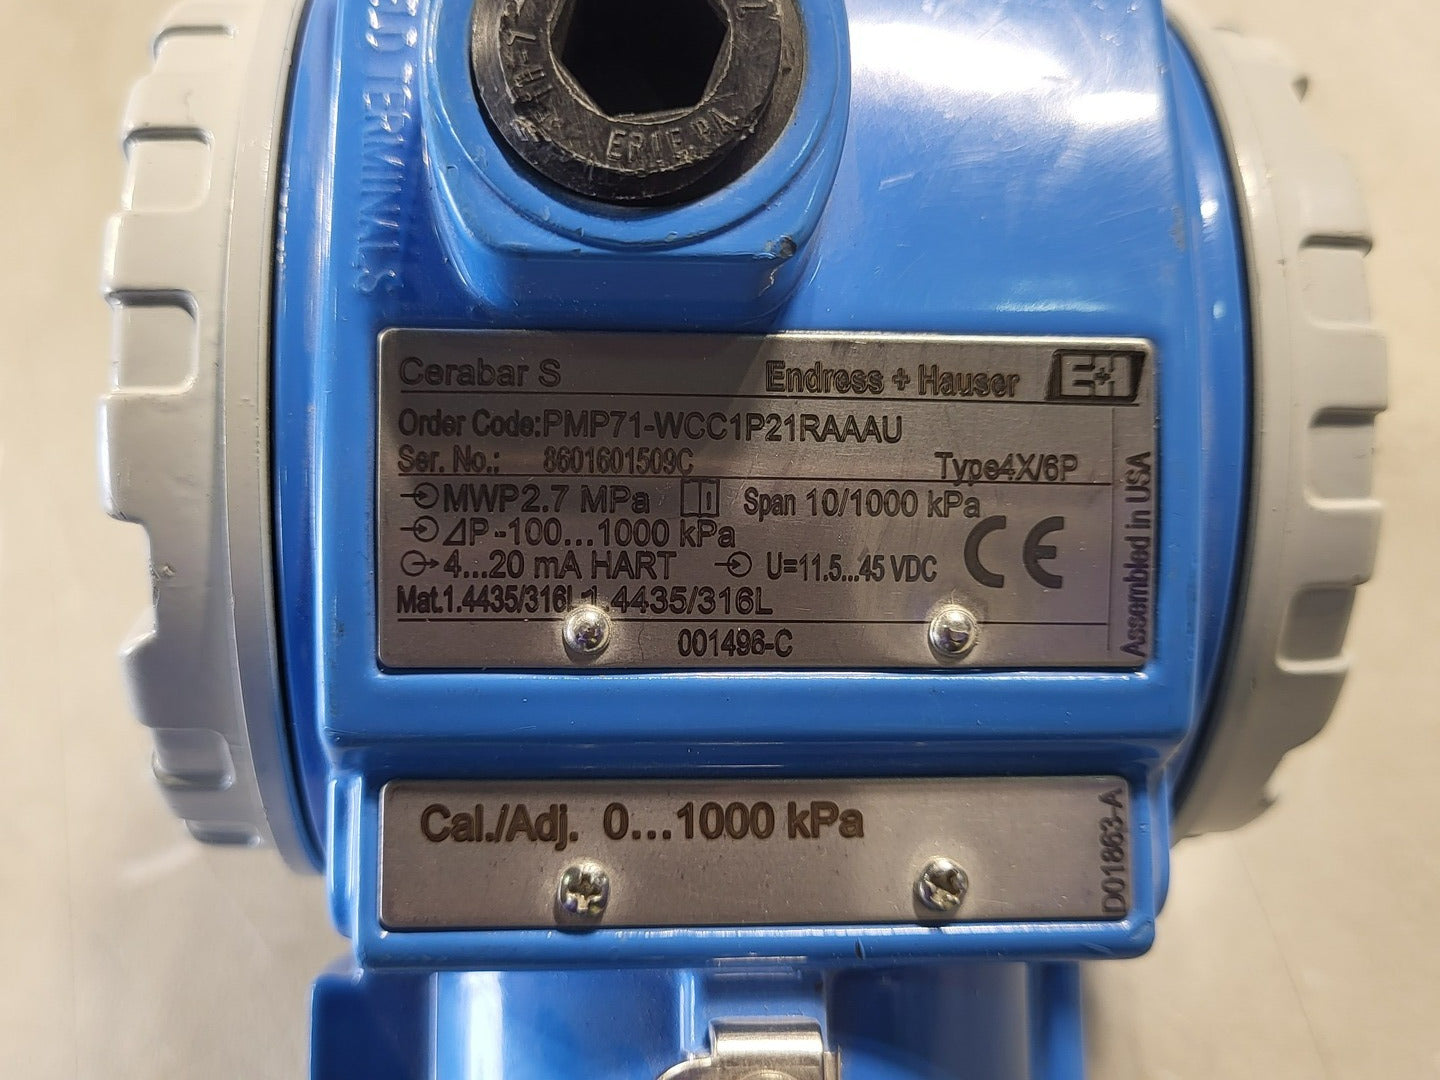 FIELD TERMINALS
ERIE, PA
Cerabar S Endress + Hauser E+H
Order Code:PMP71-WCC1P21RAAAU
Ser. No.: 8601601509C Type4X/6P
MWP2.7 MPa Span 10/1000 kPa
⊿P -100...1000 kPa
4...20 mA HART U=11.5...45 VDC CE
Mat.1.4435/316L 1.4435/316L
001496-C
Assembled in USA
Cal./Adj. 0...1000 kPa
D01863-A